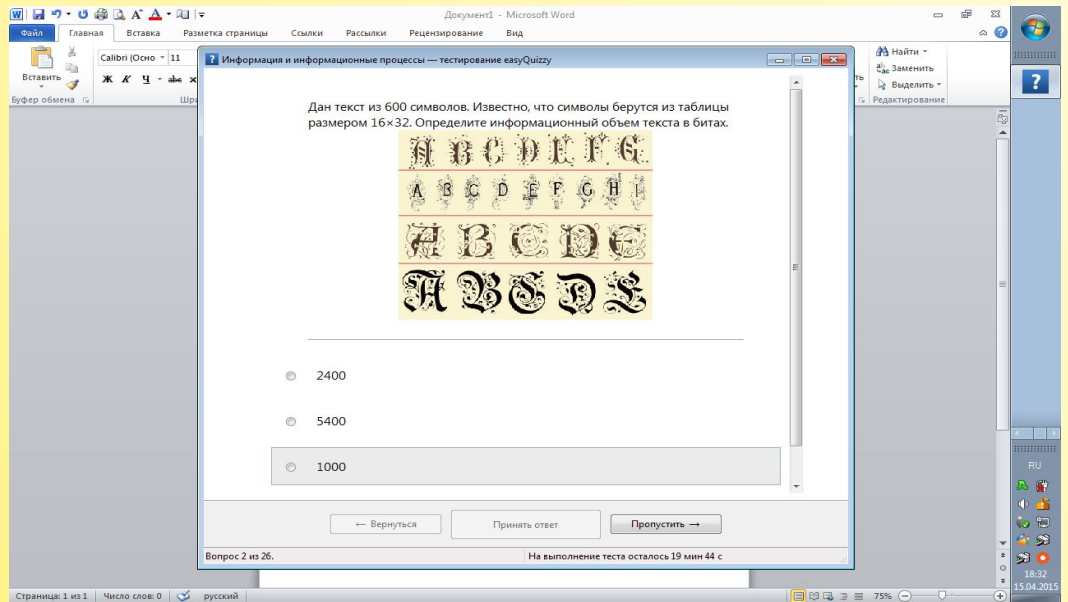 Документ1 - Microsoft Word
Файл Главная Вставка Разметка страницы Ссылки Рассылки Рецензирование Вид
Вставить
Буфер обмена
Calibri (Осно 11
Ж К Ч abc
Найти
Заменить
Выделить
Редактирование
Информация и информационные процессы — тестирование easyQuizzy
Дан текст из 600 символов. Известно, что символы берутся из таблицы
размером 16×32. Определите информационный объем текста в битах.
A B C D E F G
A B C D E F G H I
A B C D E
A B C D E
2400
5400
1000
← Вернуться Принять ответ Пропустить →
Вопрос 2 из 26. На выполнение теста осталось 19 мин 44 с
Страница: 1 из 1 Число слов: 0 русский 75%
RU
18:32
15.04.2015